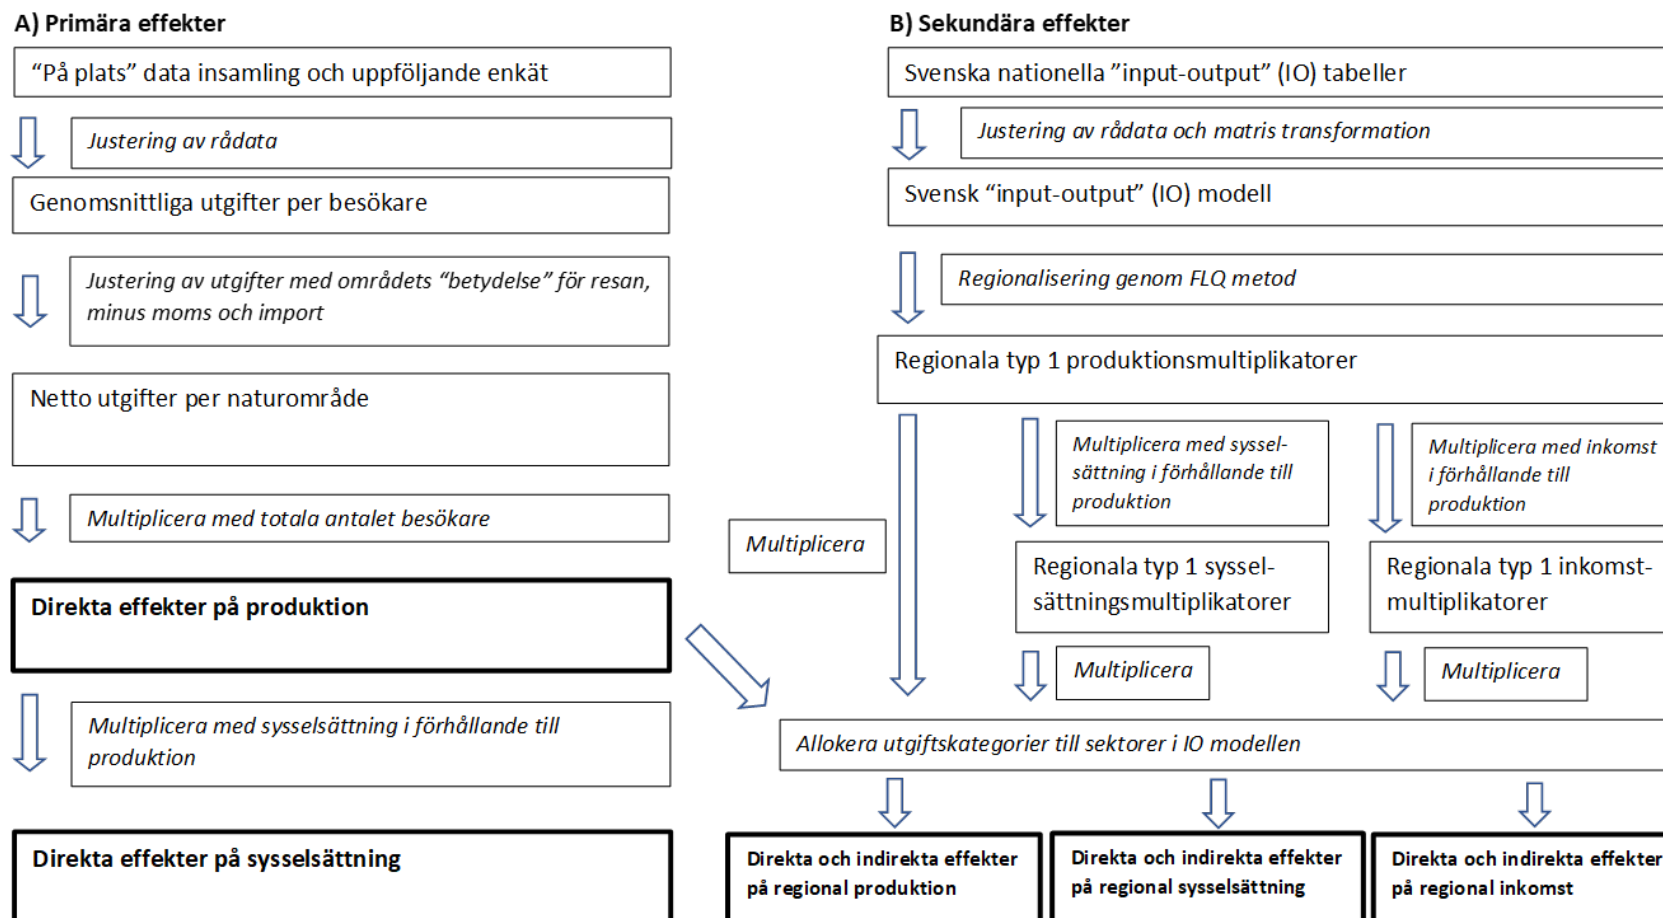 A) Primära effekter
“På plats” data insamling och uppföljande enkät
Justering av rådata
Genomsnittliga utgifter per besökare
Justering av utgifter med områdets “betydelse” för resan,
minus moms och import
Netto utgifter per naturområde
Multiplicera med totala antalet besökare
Direkta effekter på produktion
Multiplicera med sysselsättning i förhållande till
produktion
Direkta effekter på sysselsättning
B) Sekundära effekter
Svenska nationella ”input-output” (IO) tabeller
Justering av rådata och matris transformation
Svensk “input-output” (IO) modell
Regionalisering genom FLQ metod
Regionala typ 1 produktionsmultiplikatorer
Multiplicera
Multiplicera med syssel-
sättning i förhållande till
produktion
Regionala typ 1 syssel-
sättningsmultiplikatorer
Multiplicera
Multiplicera med inkomst
i förhållande till
produktion
Regionala typ 1 inkomst-
multiplikatorer
Multiplicera
Allokera utgiftskategorier till sektorer i IO modellen
Direkta och indirekta effekter
på regional produktion
Direkta och indirekta effekter
på regional sysselsättning
Direkta och indirekta effekter
på regional inkomst